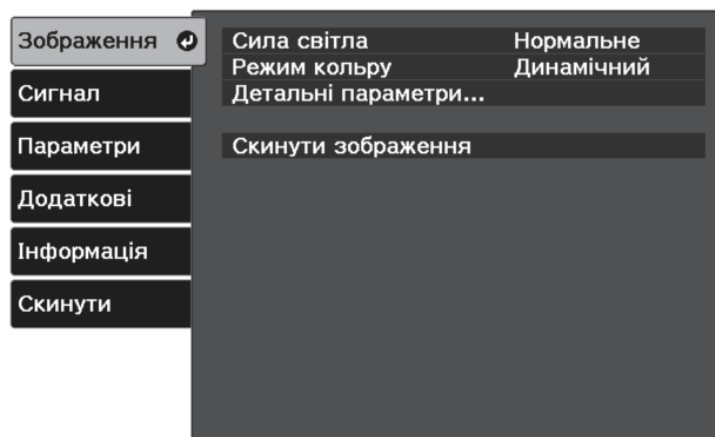 Зображення
Сигнал
Параметри
Додаткові
Інформація
Скинути
Сила світла Нормальне
Режим кольру Динамічний
Детальні параметри...
Скинути зображення